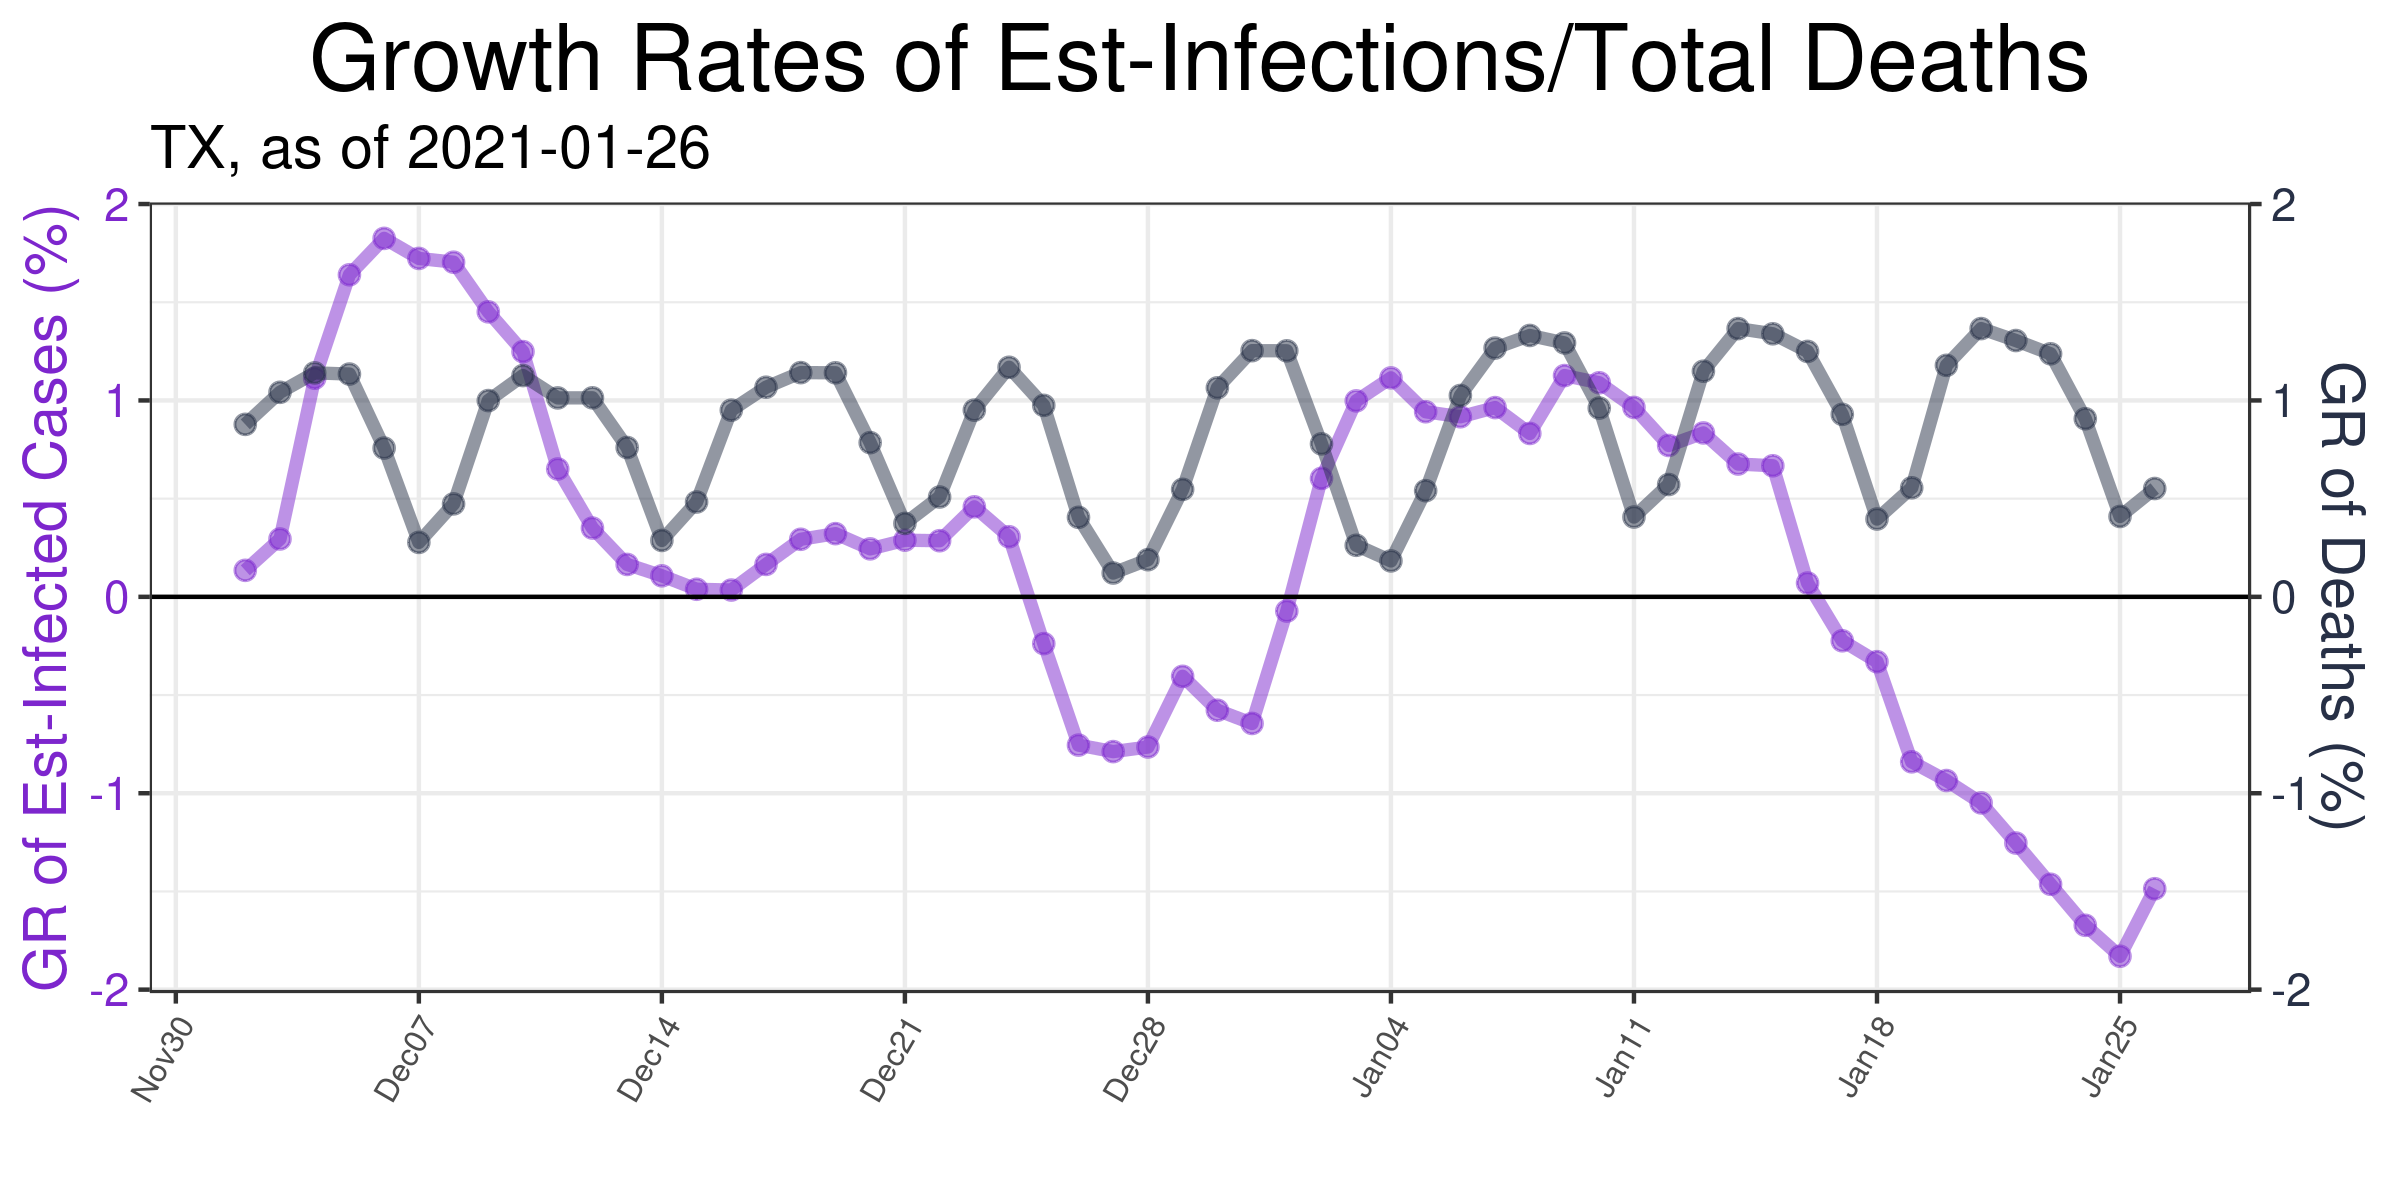 Growth Rates of Est-Infections/Total Deaths
TX, as of 2021-01-26
GR of Est-Infected Cases (%)
2
1
0
-1
-2
2
1
0
-1
-2
GR of Deaths (%)
Nov30
Dec07
Dec14
Dec21
Dec28
Jan04
Jan11
Jan18
Jan25